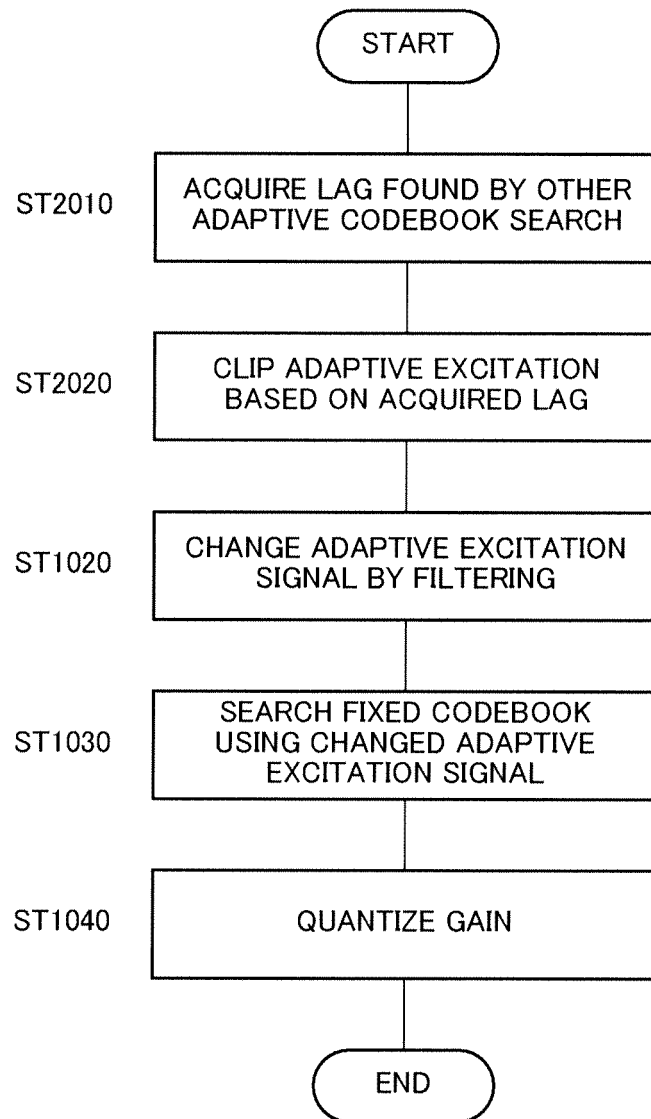 START
ST2010
ACQUIRE LAG FOUND BY OTHER
ADAPTIVE CODEBOOK SEARCH
ST2020
CLIP ADAPTIVE EXCITATION
BASED ON ACQUIRED LAG
ST1020
CHANGE ADAPTIVE EXCITATION
SIGNAL BY FILTERING
ST1030
SEARCH FIXED CODEBOOK
USING CHANGED ADAPTIVE
EXCITATION SIGNAL
ST1040
QUANTIZE GAIN
END